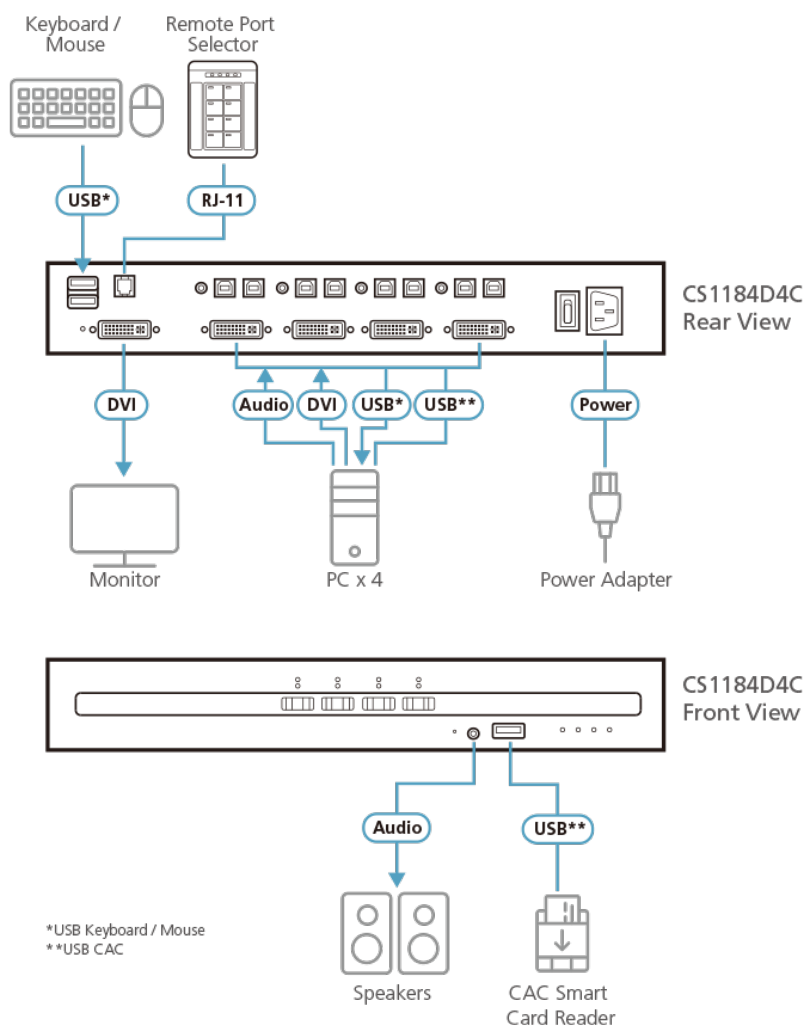 Keyboard /
Mouse
Remote Port
Selector
USB*
RJ-11
CS1184D4C
Rear View
DVI
Audio
DVI
USB*
USB**
Power
Monitor
PC x 4
Power Adapter
CS1184D4C
Front View
Audio
USB**
*USB Keyboard / Mouse
**USB CAC
Speakers
CAC Smart
Card Reader